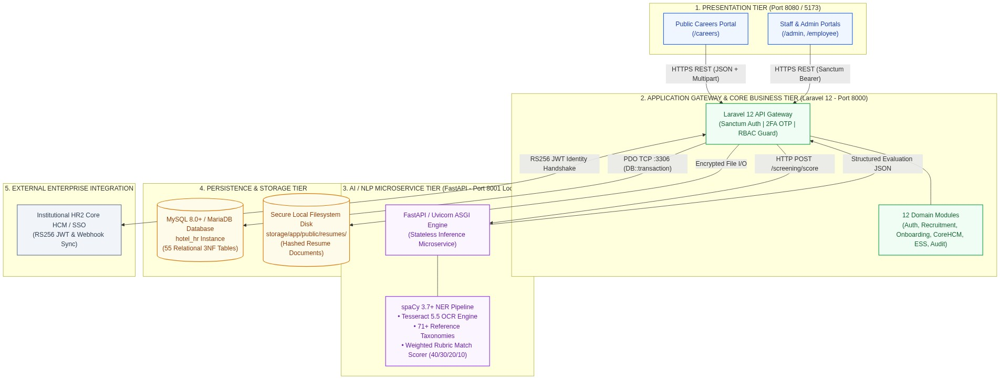 1. PRESENTATION TIER (Port 8080 / 5173)
Public Careers Portal
(/careers)
Staff & Admin Portals
(/admin, /employee)
HTTPS REST (JSON +
Multipart)
HTTPS REST (Sanctum
Bearer)
2. APPLICATION GATEWAY & CORE BUSINESS TIER (Laravel 12 - Port 8000)
Laravel 12 API Gateway
(Sanctum Auth | 2FA OTP |
RBAC Guard)
RS256 JWT Identity
Handshake
PDO TCP :3306
(DB::transaction)
Encrypted File I/O
HTTP POST
/screening/score
Structured Evaluation
JSON
5. EXTERNAL ENTERPRISE INTEGRATION
Institutional HR2 Core
HCM / SSO
(RS256 JWT & Webhook
Sync)
4. PERSISTENCE & STORAGE TIER
MySQL 8.0+ / MariaDB
Database
hotel_hr Instance
(55 Relational 3NF Tables)
Secure Local Filesystem
Disk
storage/app/public/resumes/
(Hashed Resume
Documents)
3. AI / NLP MICROSERVICE TIER (FastAPI - Port 8001
FastAPI / Uvicorn ASGI
Engine
(Stateless Inference
Microservice)
12 Domain Modules
(Auth, Recruitment,
Onboarding, CoreHCM,
ESS, Audit)
spaCy 3.7+ NER Pipeline
• Tesseract 5.5 OCR Engine
• 71+ Reference
Taxonomies
• Weighted Rubric Match
Scorer (40/30/20/10)